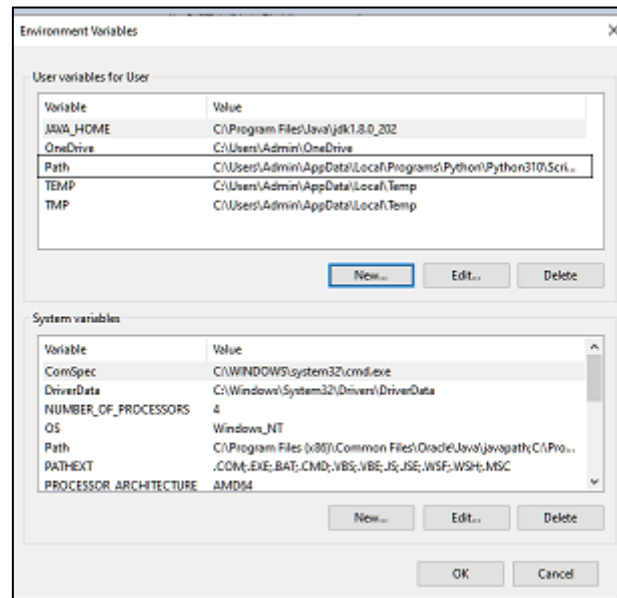 Environment Variables
User variables for User
Variable Value
JAVA_HOME C:\Program Files\Java\jdk1.8.0_202
OneDrive C:\Users\Admin\OneDrive
Path C:\Users\Admin\AppData\Local\Programs\Python\Python310\Scri...
TEMP C:\Users\Admin\AppData\Local\Temp
TMP C:\Users\Admin\AppData\Local\Temp
New... Edit... Delete
System variables
Variable Value
ComSpec C:\WINDOWS\system32\cmd.exe
DriverData C:\Windows\System32\Drivers\DriverData
NUMBER_OF_PROCESSORS 4
OS Windows_NT
Path C:\Program Files (x86)\Common Files\Oracle\Java\javapath;C:\Pro...
PATHEXT .COM;.EXE;.BAT;.CMD;.VBS;.VBE;.JS;.JSE;.WSF;.WSH;.MSC
PROCESSOR_ARCHITECTURE AMD64
New... Edit... Delete
OK Cancel